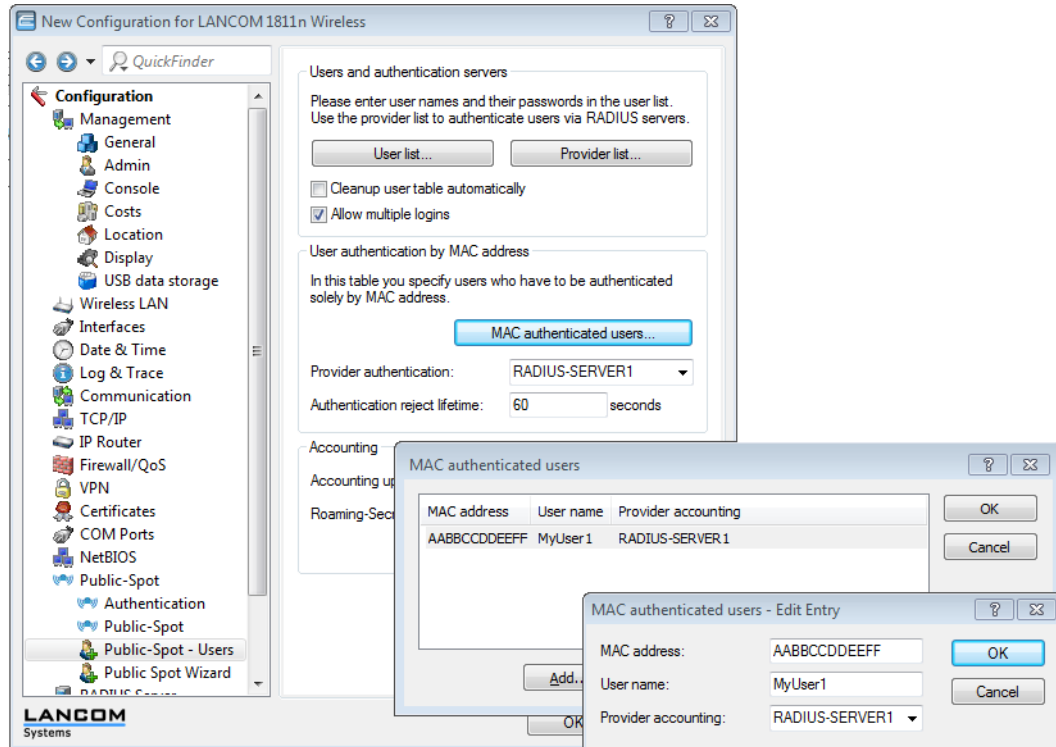 New Configuration for LANCOM 1811n Wireless
QuickFinder
Configuration
Management
General
Admin
Console
Costs
Location
Display
USB data storage
Wireless LAN
Interfaces
Date & Time
Log & Trace
Communication
TCP/IP
IP Router
Firewall/QoS
VPN
Certificates
COM Ports
NetBIOS
Public-Spot
Authentication
Public-Spot
Public-Spot - Users
Public Spot Wizard
LANCOM
Systems
Users and authentication servers
Please enter user names and their passwords in the user list.
Use the provider list to authenticate users via RADIUS servers.
User list...
Provider list...
Cleanup user table automatically
Allow multiple logins
User authentication by MAC address
In this table you specify users who have to be authenticated
solely by MAC address.
MAC authenticated users...
Provider authentication: RADIUS-SERVER1
Authentication reject lifetime: 60 seconds
Accounting
Accounting up
Roaming-Secr
OK
MAC authenticated users
MAC address User name Provider accounting
AABBCCDDEEFF MyUser1 RADIUS-SERVER1
OK
Cancel
Add..
MAC authenticated users - Edit Entry
MAC address: AABBCCDDEEFF
User name: MyUser1
Provider accounting: RADIUS-SERVER1
OK
Cancel